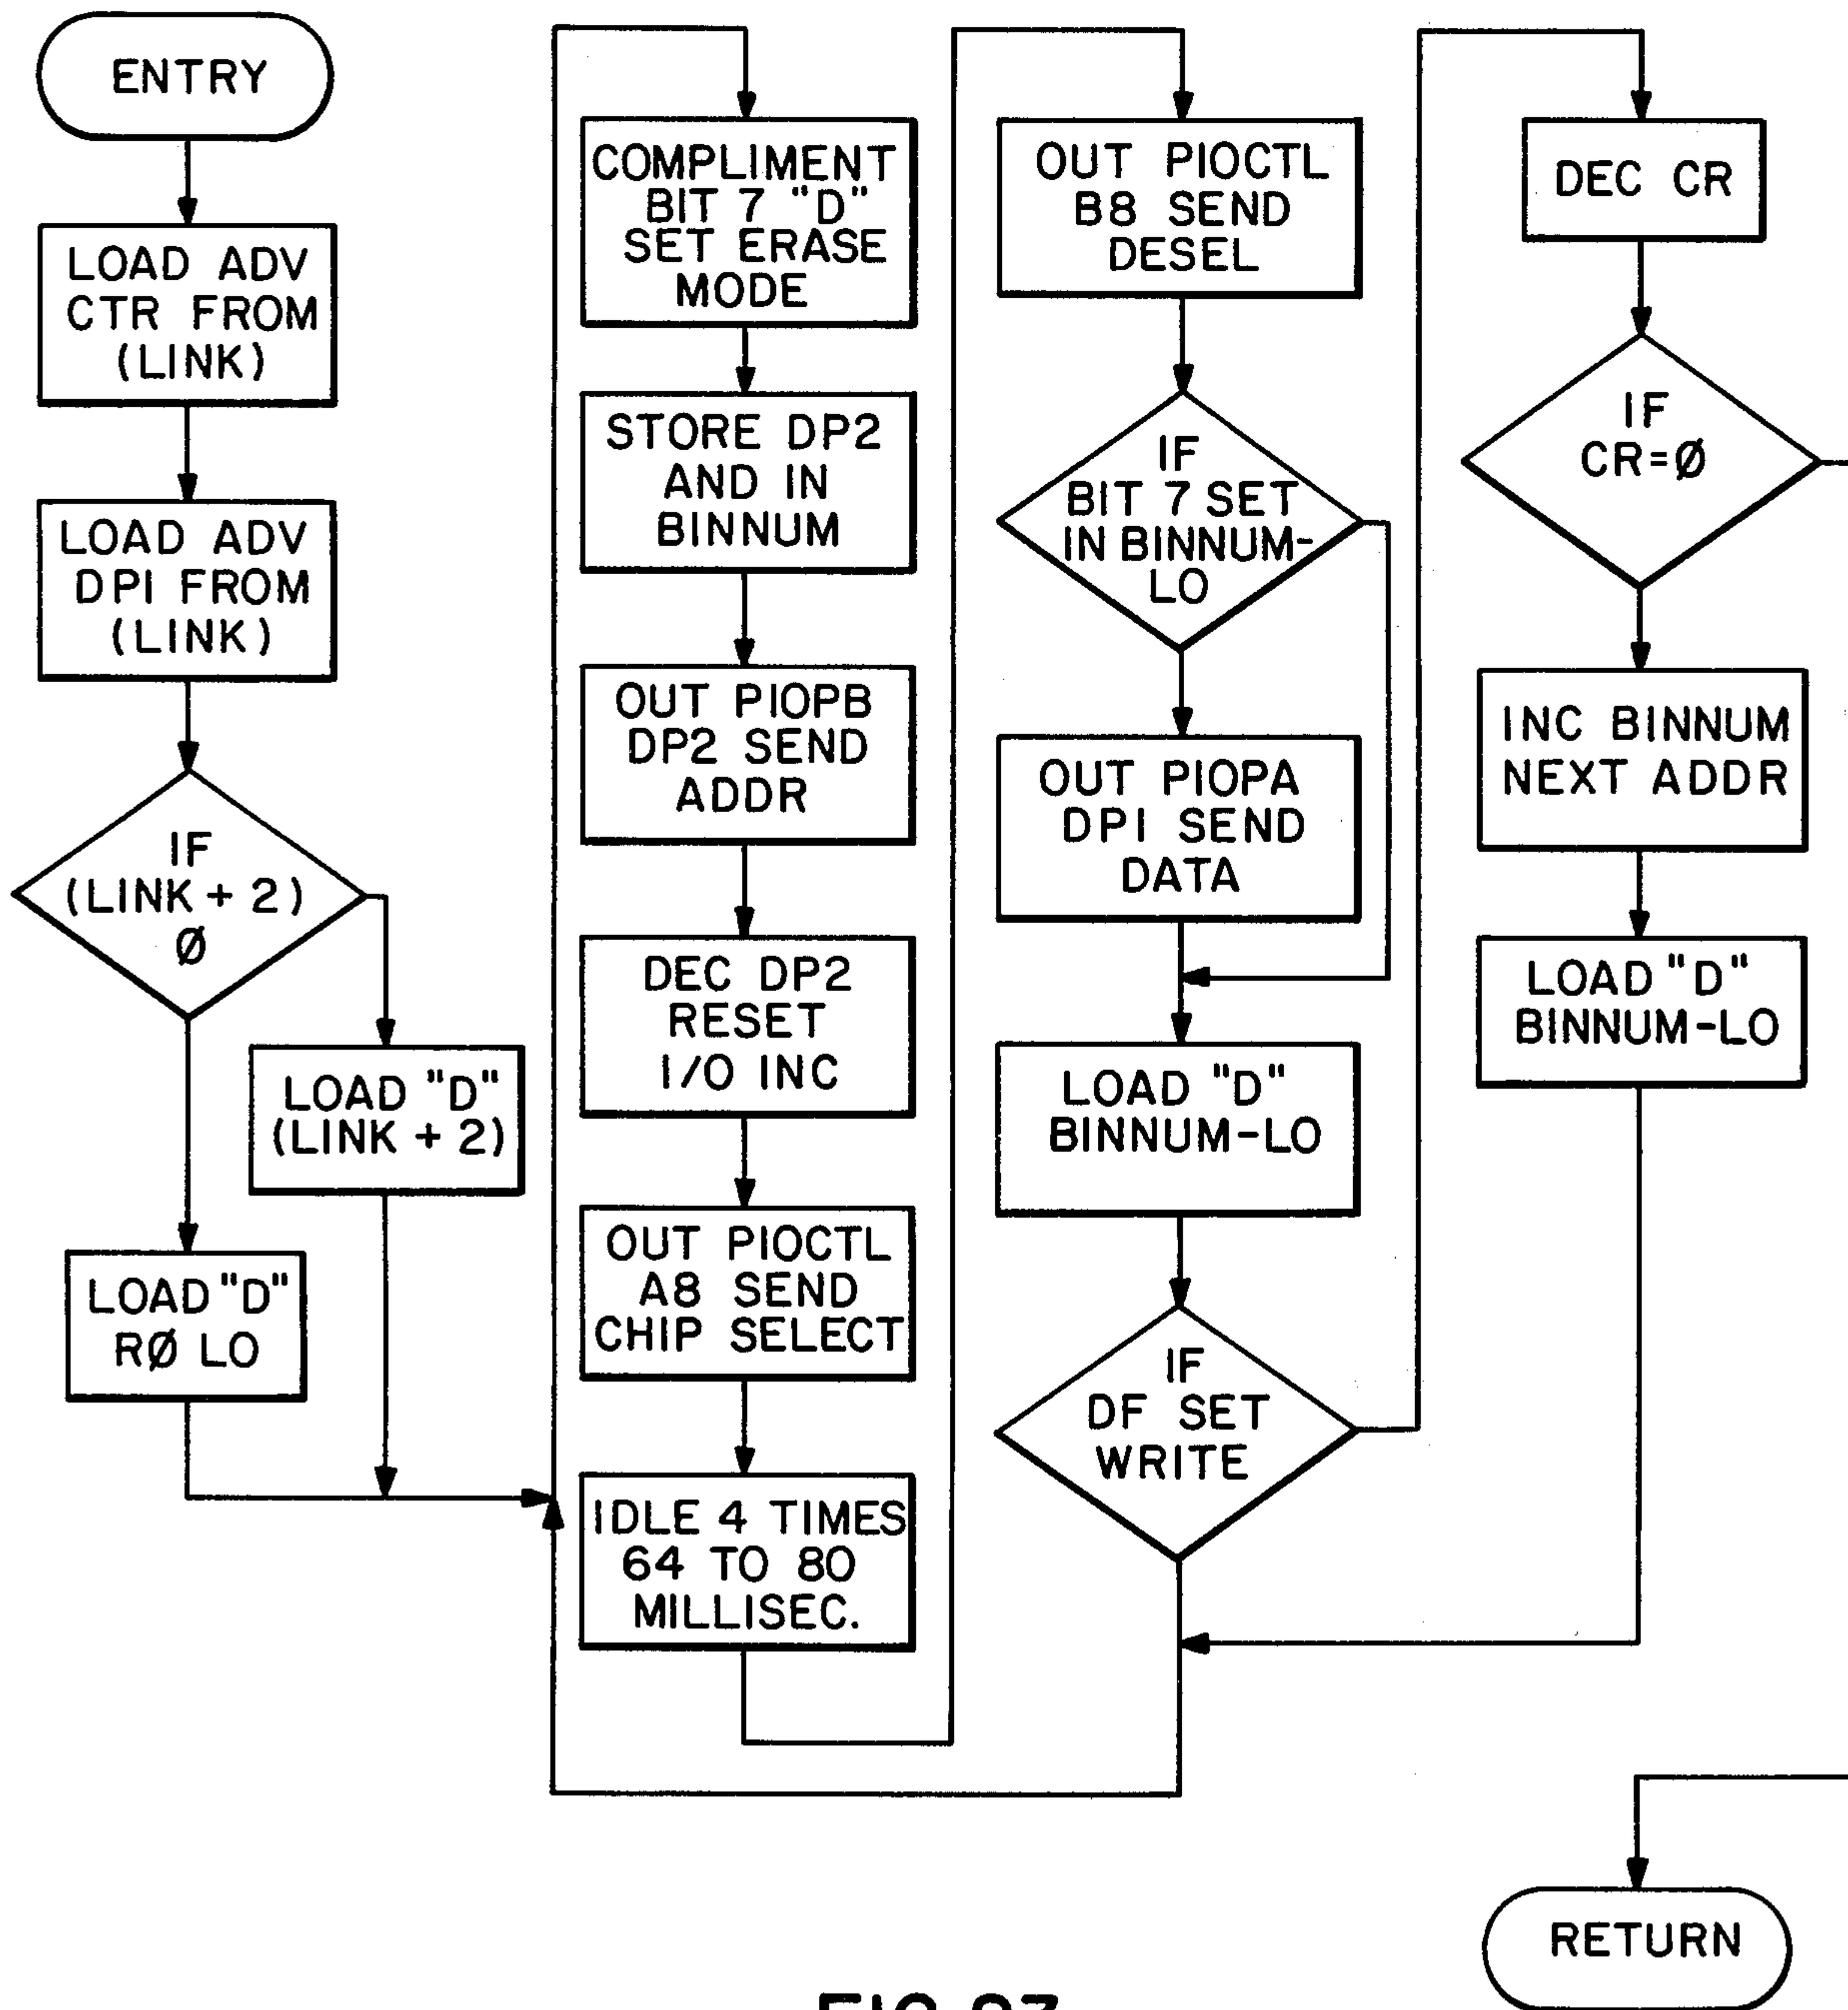 ENTRY
LOAD ADV
CTR FROM
(LINK)
LOAD ADV
DPI FROM
(LINK)
IF
(LINK + 2)
Ø
LOAD "D"
(LINK + 2)
LOAD "D"
RØ LO
COMPLIMENT
BIT 7 "D"
SET ERASE
MODE
STORE DP2
AND IN
BINNUM
OUT PIOPB
DP2 SEND
ADDR
DEC DP2
RESET
I/O INC
OUT PIOCTL
A8 SEND
CHIP SELECT
IDLE 4 TIMES
64 TO 80
MILLISEC.
OUT PIOCTL
B8 SEND
DESEL
IF
BIT 7 SET
IN BINNUM-
LO
OUT PIOPA
DPI SEND
DATA
LOAD "D"
BINNUM-LO
IF
DF SET
WRITE
DEC CR
IF
CR=Ø
INC BINNUM
NEXT ADDR
LOAD "D"
BINNUM-LO
RETURN